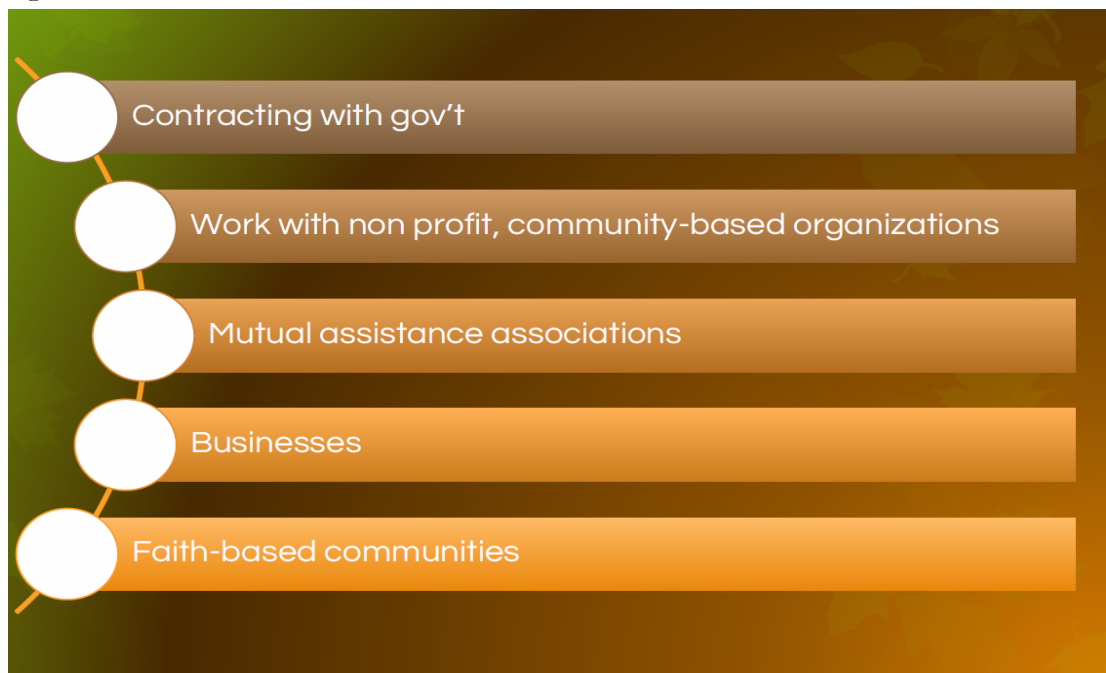 Contracting with gov’t
Work with non profit, community-based organizations
Mutual assistance associations
Businesses
Faith-based communities